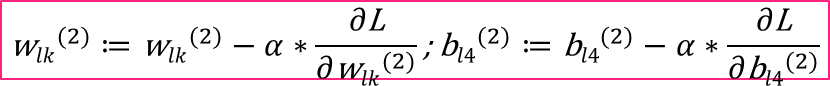 w_{lk}^{(2)} := w_{lk}^{(2)} − α * ∂L/∂w_{lk}^{(2)} ; b_{l4}^{(2)} := b_{l4}^{(2)} − α * ∂L/∂b_{l4}^{(2)}